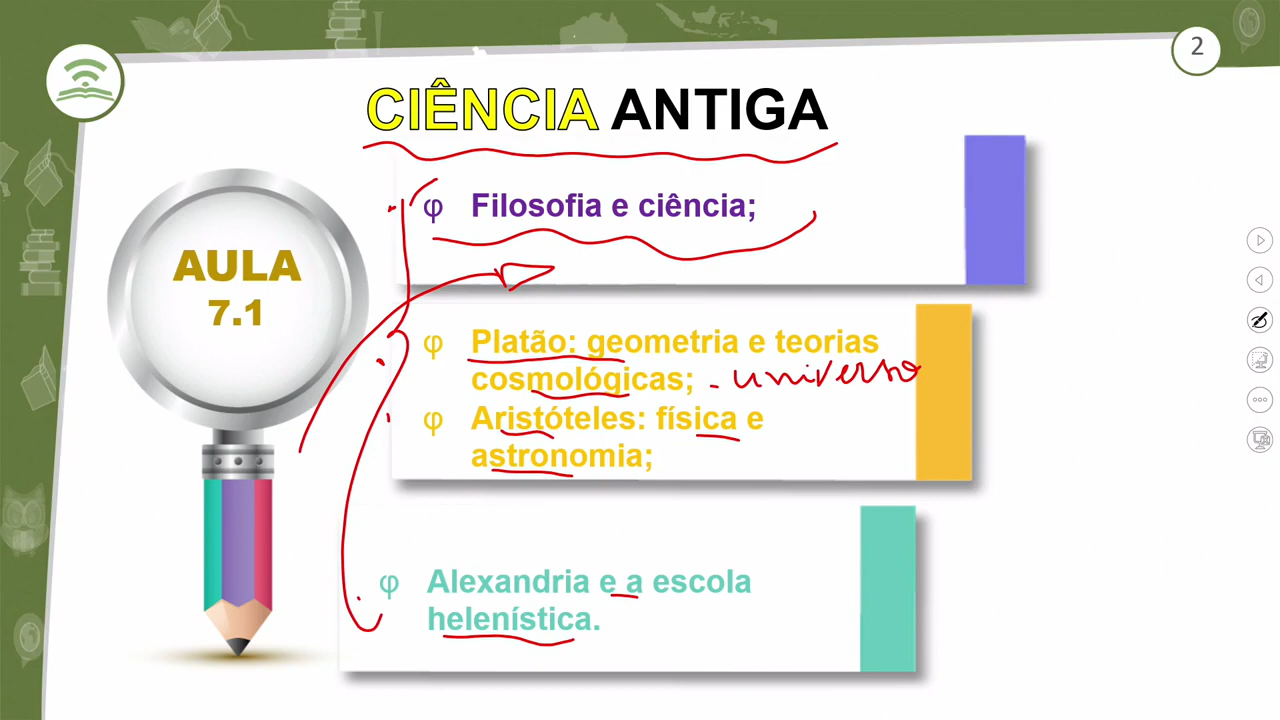 2
CIÊNCIA ANTIGA
AULA
7.1
φ Filosofia e ciência;
φ Platão: geometria e teorias
cosmológicas; - universo
φ Aristóteles: física e
astronomia;
φ Alexandria e a escola
helenística.